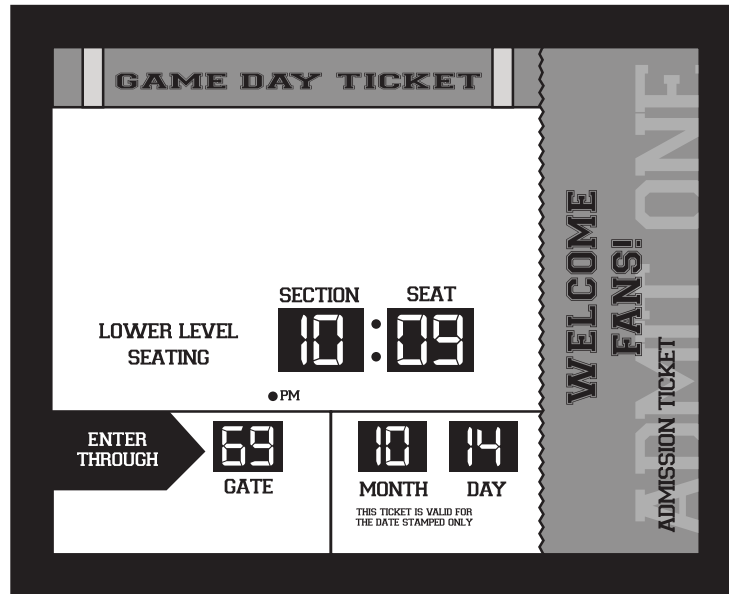 GAME DAY TICKET
SECTION SEAT
10:09
LOWER LEVEL
SEATING
PM
ENTER
THROUGH
69
GATE
10 14
MONTH DAY
THIS TICKET IS VALID FOR
THE DATE STAMPED ONLY
WELCOME
FANS!
ADMIT ONE
ADMISSION TICKET